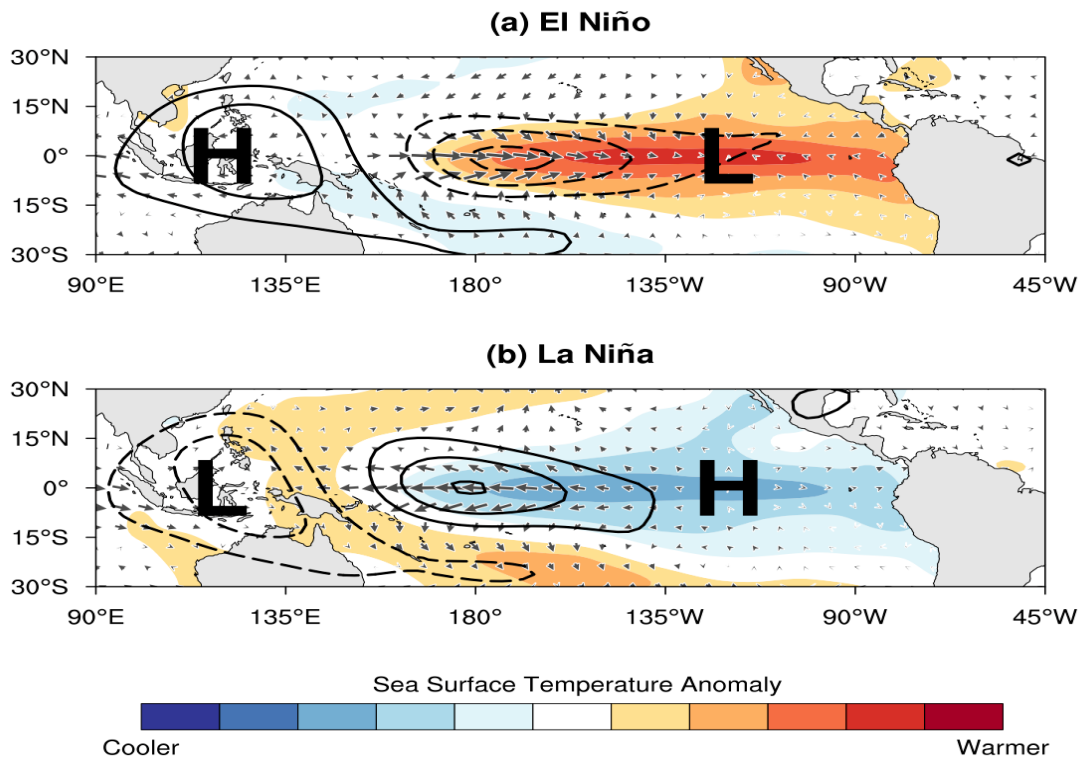 (a) El Niño
30°N
15°N
0°
15°S
30°S
H
L
90°E 135°E 180° 135°W 90°W 45°W
(b) La Niña
30°N
15°N
0°
15°S
30°S
L
H
90°E 135°E 180° 135°W 90°W 45°W
Sea Surface Temperature Anomaly
Cooler Warmer